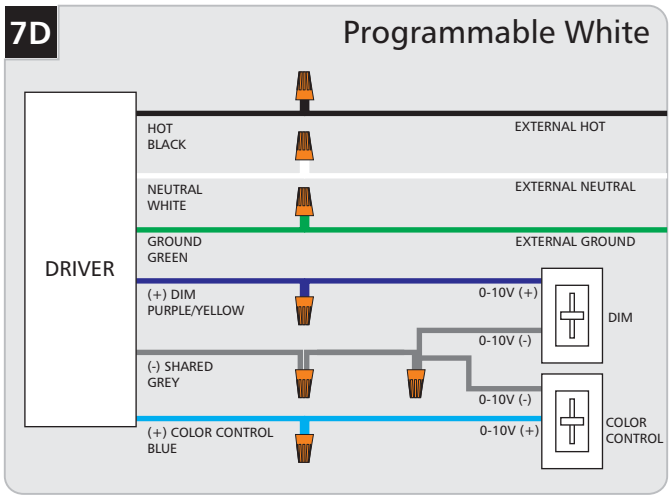 7D
Programmable White
HOT
BLACK
EXTERNAL HOT
NEUTRAL
WHITE
EXTERNAL NEUTRAL
GROUND
GREEN
EXTERNAL GROUND
DRIVER
(+) DIM
PURPLE/YELLOW
0-10V (+)
DIM
0-10V (-)
(-) SHARED
GREY
0-10V (-)
(+) COLOR CONTROL
BLUE
0-10V (+)
COLOR
CONTROL